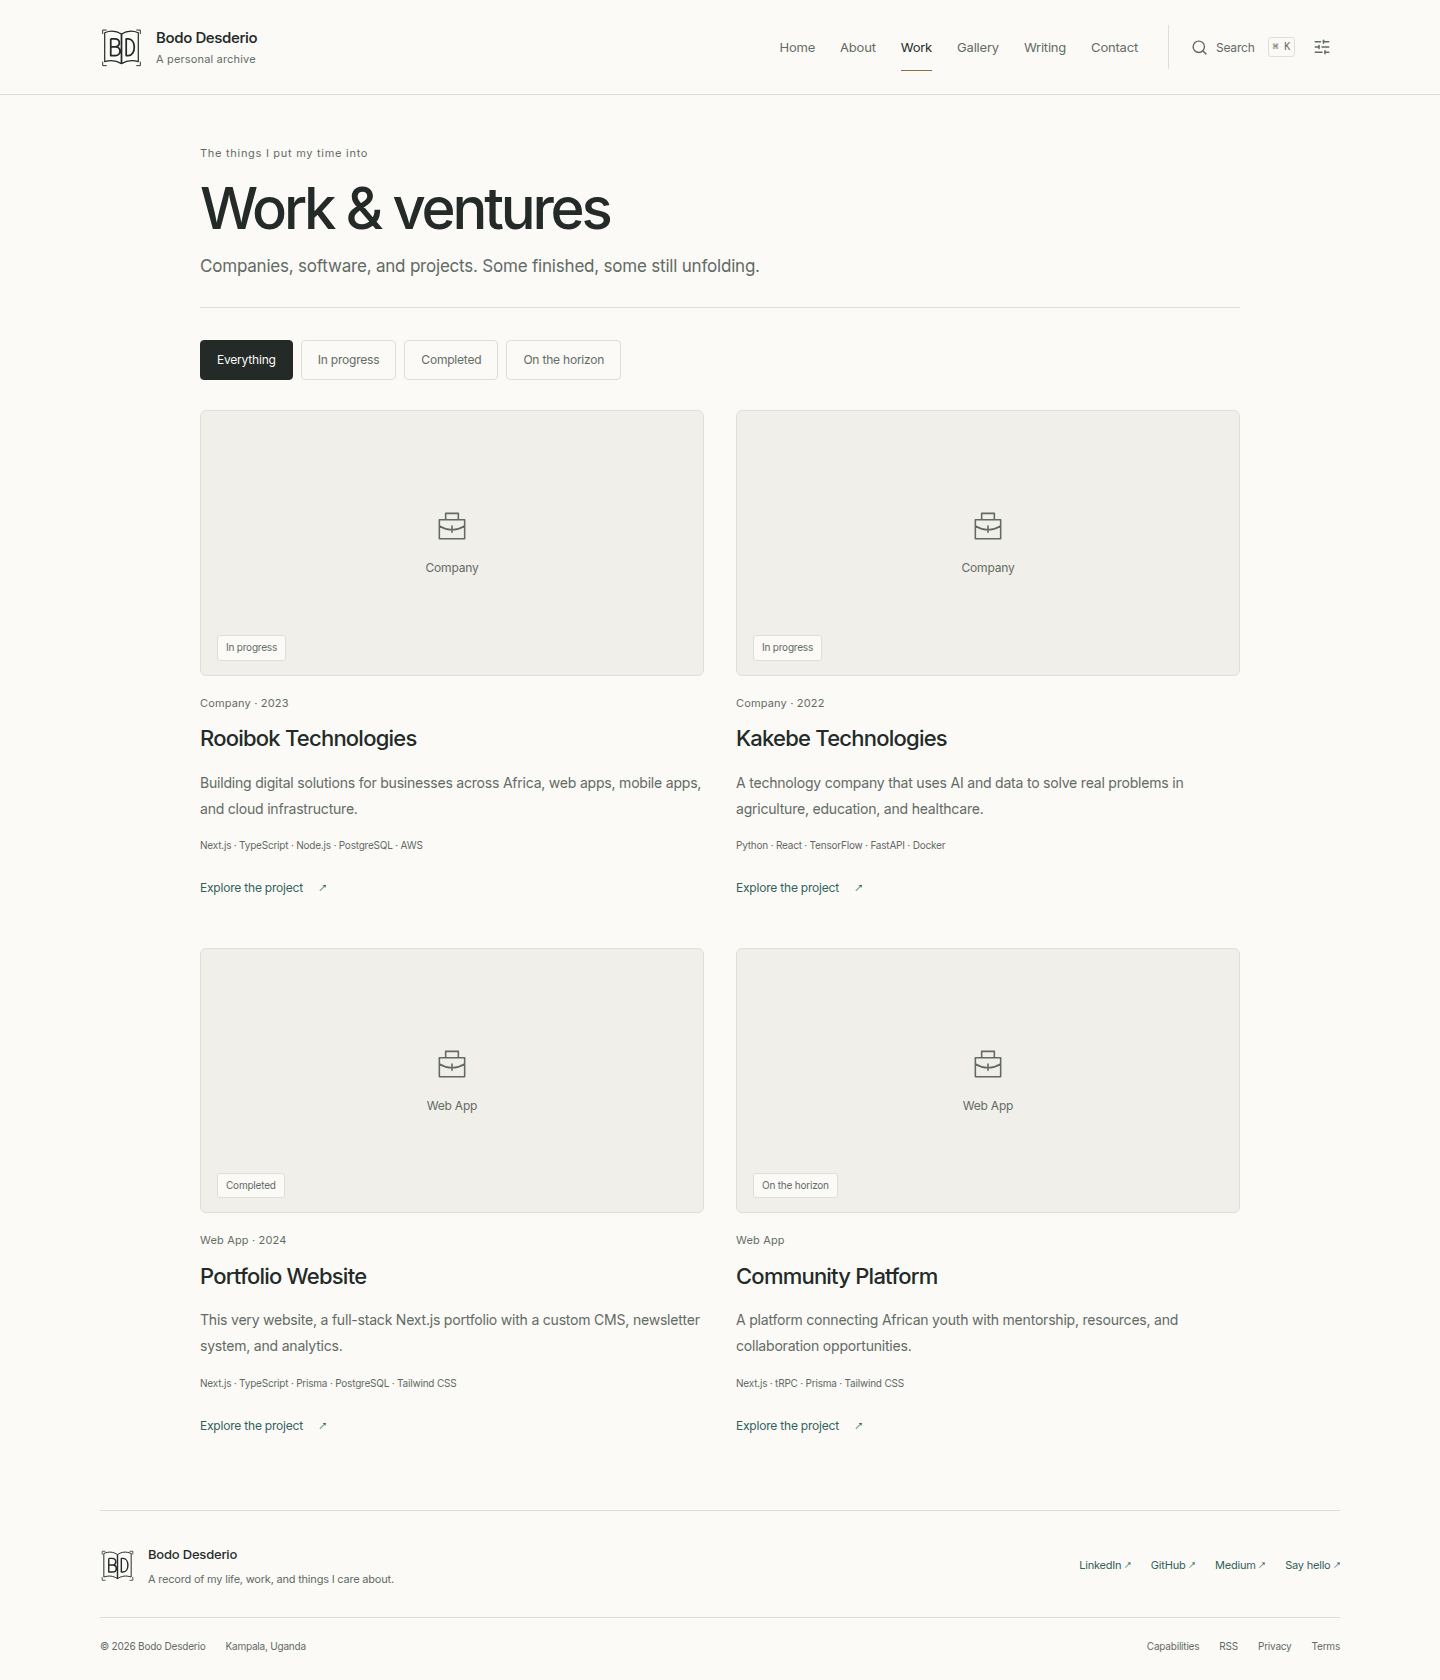 BD
Bodo Desderio
A personal archive
Home
About
Work
Gallery
Writing
Contact
Search
⌘ K
The things I put my time into
Work & ventures
Companies, software, and projects. Some finished, some still unfolding.
Everything
In progress
Completed
On the horizon
Company
In progress
Company · 2023
Rooibok Technologies
Building digital solutions for businesses across Africa, web apps, mobile apps,
and cloud infrastructure.
Next.js · TypeScript · Node.js · PostgreSQL · AWS
Explore the project ↗
Company
In progress
Company · 2022
Kakebe Technologies
A technology company that uses AI and data to solve real problems in
agriculture, education, and healthcare.
Python · React · TensorFlow · FastAPI · Docker
Explore the project ↗
Web App
Completed
Web App · 2024
Portfolio Website
This very website, a full-stack Next.js portfolio with a custom CMS, newsletter
system, and analytics.
Next.js · TypeScript · Prisma · PostgreSQL · Tailwind CSS
Explore the project ↗
Web App
On the horizon
Web App
Community Platform
A platform connecting African youth with mentorship, resources, and
collaboration opportunities.
Next.js · tRPC · Prisma · Tailwind CSS
Explore the project ↗
BD
Bodo Desderio
A record of my life, work, and things I care about.
LinkedIn ↗
GitHub ↗
Medium ↗
Say hello ↗
© 2026 Bodo Desderio
Kampala, Uganda
Capabilities
RSS
Privacy
Terms